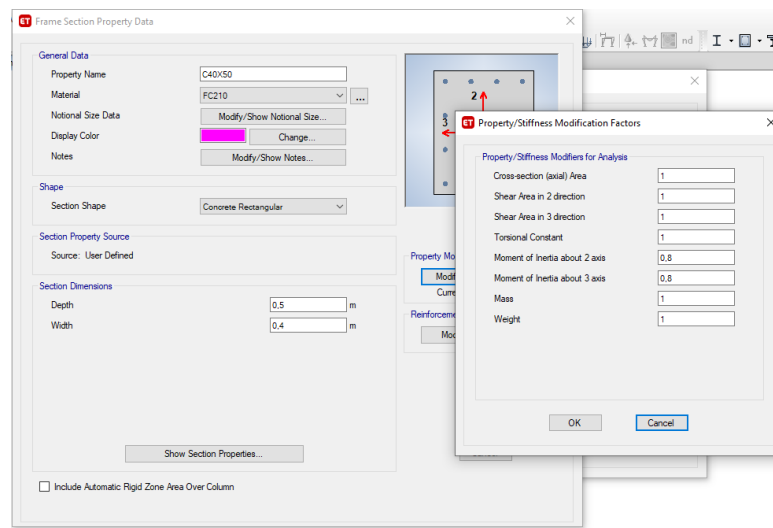 ET Frame Section Property Data
General Data
Property Name C40X50
Material FC210 ...
Notional Size Data Modify/Show Notional Size...
Display Color Change...
Notes Modify/Show Notes...
Shape
Section Shape Concrete Rectangular
Section Property Source
Source: User Defined
Section Dimensions
Depth 0,5 m
Width 0,4 m
Show Section Properties...
Include Automatic Rigid Zone Area Over Column
2
3
Property Mo
Modif
Curre
Reinforceme
Mo
nd
ET Property/Stiffness Modification Factors
Property/Stiffness Modifiers for Analysis
Cross-section (axial) Area 1
Shear Area in 2 direction 1
Shear Area in 3 direction 1
Torsional Constant 1
Moment of Inertia about 2 axis 0,8
Moment of Inertia about 3 axis 0,8
Mass 1
Weight 1
OK Cancel